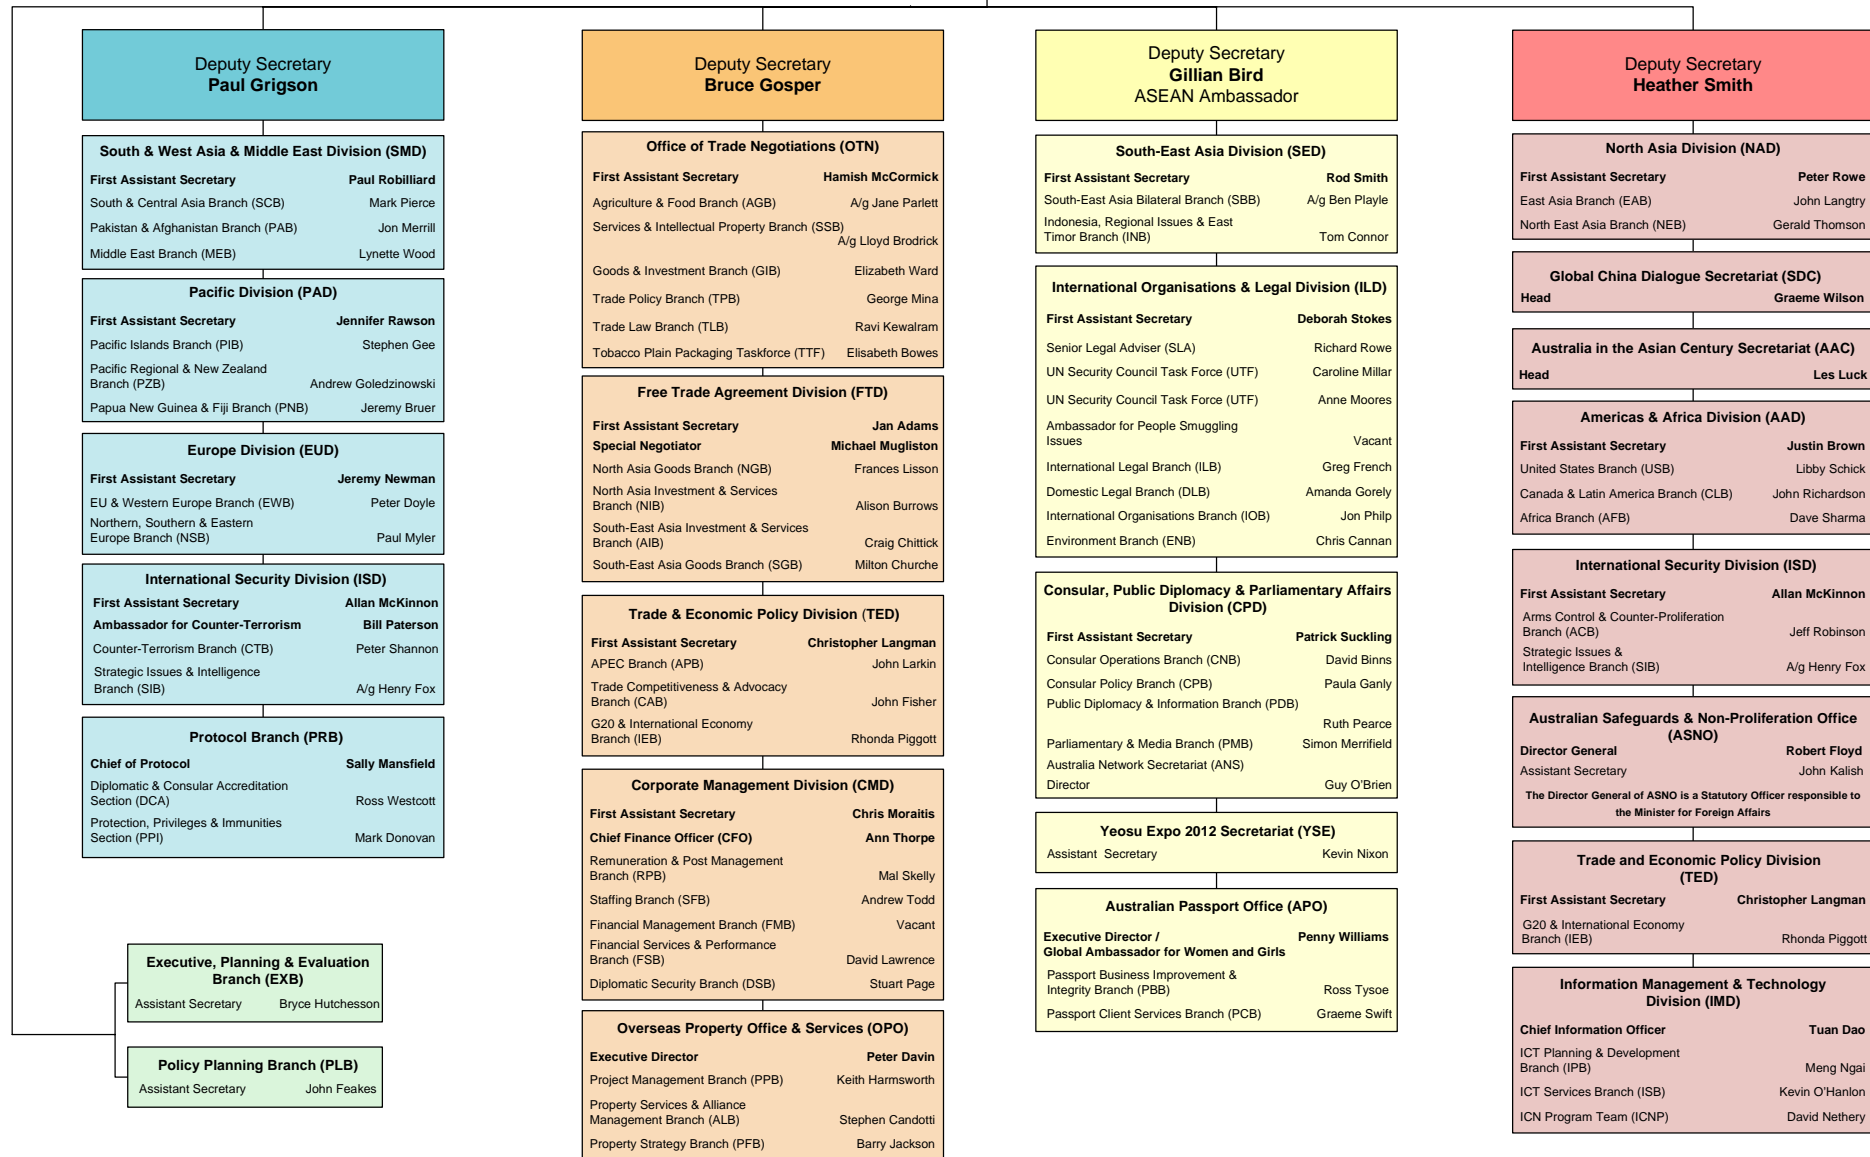 Deputy Secretary
Paul Grigson
South & West Asia & Middle East Division (SMD)
First Assistant Secretary Paul Robilliard
South & Central Asia Branch (SCB) Mark Pierce
Pakistan & Afghanistan Branch (PAB) Jon Merrill
Middle East Branch (MEB) Lynette Wood
Pacific Division (PAD)
First Assistant Secretary Jennifer Rawson
Pacific Islands Branch (PIB) Stephen Gee
Pacific Regional & New Zealand
Branch (PZB) Andrew Goledzinowski
Papua New Guinea & Fiji Branch (PNB) Jeremy Bruer
Europe Division (EUD)
First Assistant Secretary Jeremy Newman
EU & Western Europe Branch (EWB) Peter Doyle
Northern, Southern & Eastern
Europe Branch (NSB) Paul Myler
International Security Division (ISD)
First Assistant Secretary Allan McKinnon
Ambassador for Counter-Terrorism Bill Paterson
Counter-Terrorism Branch (CTB) Peter Shannon
Strategic Issues & Intelligence
Branch (SIB) A/g Henry Fox
Protocol Branch (PRB)
Chief of Protocol Sally Mansfield
Diplomatic & Consular Accreditation
Section (DCA) Ross Westcott
Protection, Privileges & Immunities
Section (PPI) Mark Donovan
Executive, Planning & Evaluation
Branch (EXB)
Assistant Secretary Bryce Hutchesson
Policy Planning Branch (PLB)
Assistant Secretary John Feakes
Deputy Secretary
Bruce Gosper
Office of Trade Negotiations (OTN)
First Assistant Secretary Hamish McCormick
Agriculture & Food Branch (AGB) A/g Jane Parlett
Services & Intellectual Property Branch (SSB)
A/g Lloyd Brodrick
Goods & Investment Branch (GIB) Elizabeth Ward
Trade Policy Branch (TPB) George Mina
Trade Law Branch (TLB) Ravi Kewalram
Tobacco Plain Packaging Taskforce (TTF) Elisabeth Bowes
Free Trade Agreement Division (FTD)
First Assistant Secretary Jan Adams
Special Negotiator Michael Mugliston
North Asia Goods Branch (NGB) Frances Lisson
North Asia Investment & Services
Branch (NIB) Alison Burrows
South-East Asia Investment & Services
Branch (AIB) Craig Chittick
South-East Asia Goods Branch (SGB) Milton Churche
Trade & Economic Policy Division (TED)
First Assistant Secretary Christopher Langman
APEC Branch (APB) John Larkin
Trade Competitiveness & Advocacy
Branch (CAB) John Fisher
G20 & International Economy
Branch (IEB) Rhonda Piggott
Corporate Management Division (CMD)
First Assistant Secretary Chris Moraitis
Chief Finance Officer (CFO) Ann Thorpe
Remuneration & Post Management
Branch (RPB) Mal Skelly
Staffing Branch (SFB) Andrew Todd
Financial Management Branch (FMB) Vacant
Financial Services & Performance
Branch (FSB) David Lawrence
Diplomatic Security Branch (DSB) Stuart Page
Overseas Property Office & Services (OPO)
Executive Director Peter Davin
Project Management Branch (PPB) Keith Harmsworth
Property Services & Alliance
Management Branch (ALB) Stephen Candotti
Property Strategy Branch (PFB) Barry Jackson
Deputy Secretary
Gillian Bird
ASEAN Ambassador
South-East Asia Division (SED)
First Assistant Secretary Rod Smith
South-East Asia Bilateral Branch (SBB) A/g Ben Playle
Indonesia, Regional Issues & East
Timor Branch (INB) Tom Connor
International Organisations & Legal Division (ILD)
First Assistant Secretary Deborah Stokes
Senior Legal Adviser (SLA) Richard Rowe
UN Security Council Task Force (UTF) Caroline Millar
UN Security Council Task Force (UTF) Anne Moores
Ambassador for People Smuggling
Issues Vacant
International Legal Branch (ILB) Greg French
Domestic Legal Branch (DLB) Amanda Gorely
International Organisations Branch (IOB) Jon Philp
Environment Branch (ENB) Chris Cannan
Consular, Public Diplomacy & Parliamentary Affairs
Division (CPD)
First Assistant Secretary Patrick Suckling
Consular Operations Branch (CNB) David Binns
Consular Policy Branch (CPB) Paula Ganly
Public Diplomacy & Information Branch (PDB)
Ruth Pearce
Parliamentary & Media Branch (PMB) Simon Merrifield
Australia Network Secretariat (ANS)
Director Guy O'Brien
Yeosu Expo 2012 Secretariat (YSE)
Assistant Secretary Kevin Nixon
Australian Passport Office (APO)
Executive Director / Penny Williams
Global Ambassador for Women and Girls
Passport Business Improvement &
Integrity Branch (PBB) Ross Tysoe
Passport Client Services Branch (PCB) Graeme Swift
Deputy Secretary
Heather Smith
North Asia Division (NAD)
First Assistant Secretary Peter Rowe
East Asia Branch (EAB) John Langtry
North East Asia Branch (NEB) Gerald Thomson
Global China Dialogue Secretariat (SDC)
Head Graeme Wilson
Australia in the Asian Century Secretariat (AAC)
Head Les Luck
Americas & Africa Division (AAD)
First Assistant Secretary Justin Brown
United States Branch (USB) Libby Schick
Canada & Latin America Branch (CLB) John Richardson
Africa Branch (AFB) Dave Sharma
International Security Division (ISD)
First Assistant Secretary Allan McKinnon
Arms Control & Counter-Proliferation
Branch (ACB) Jeff Robinson
Strategic Issues &
Intelligence Branch (SIB) A/g Henry Fox
Australian Safeguards & Non-Proliferation Office
(ASNO)
Director General Robert Floyd
Assistant Secretary John Kalish
The Director General of ASNO is a Statutory Officer responsible to
the Minister for Foreign Affairs
Trade and Economic Policy Division
(TED)
First Assistant Secretary Christopher Langman
G20 & International Economy
Branch (IEB) Rhonda Piggott
Information Management & Technology
Division (IMD)
Chief Information Officer Tuan Dao
ICT Planning & Development
Branch (IPB) Meng Ngai
ICT Services Branch (ISB) Kevin O'Hanlon
ICN Program Team (ICNP) David Nethery